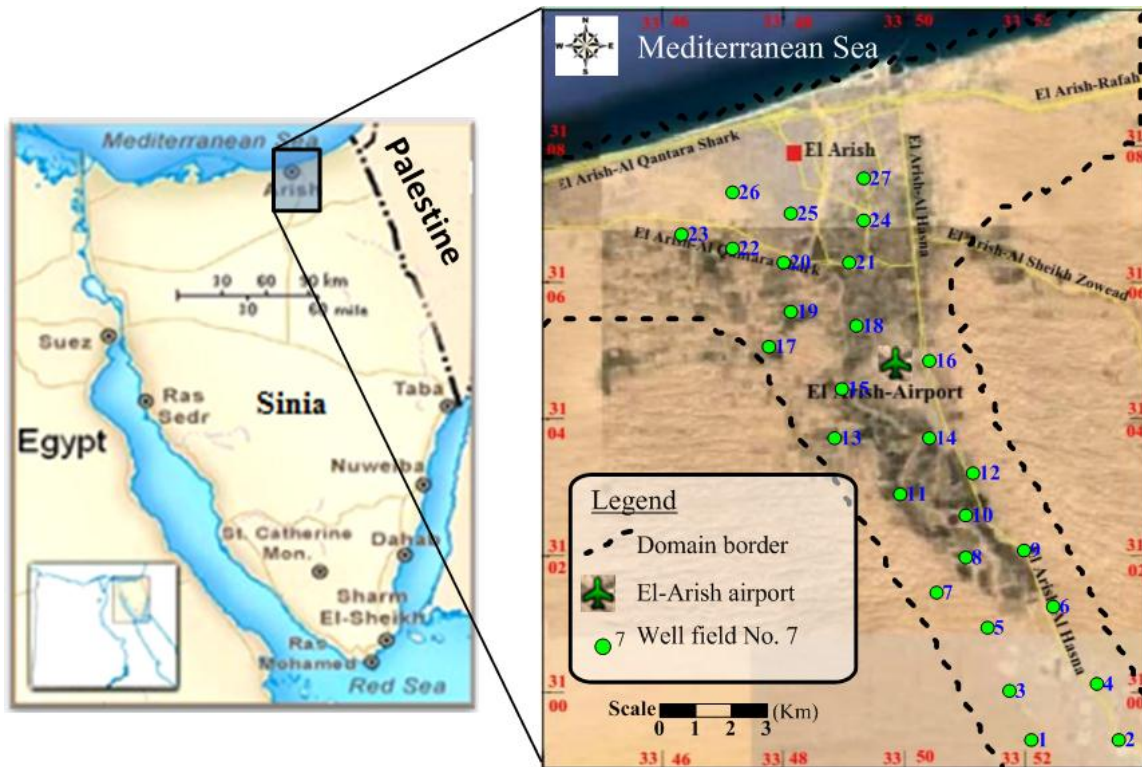 Mediterranean Sea
Arish
Palestine
30 0 30 60 90 km
30 0 30 60 mile
Suez
Ras
Sedr
Sinia
Taba
Egypt
Nuweiba
St. Catherine
Mon.
Dahab
Sharm
El-Sheikh
Ras
Mohamed
Red Sea
N
W E
S
33 46 33 48 33 50 33 52
Mediterranean Sea
El Arish-Rafah
El Arish-Al Qantara Shark
El Arish
31
08
27
26
25
24
El Arish-Al Hasna
23
22
El Arish-Al Qantara Shork
20
21
El Arish-Al Sheikh Zowead
31
06
19
18
17
16
15
El Arish-Airport
31
04
13
14
12
11
10
9
8
31
02
7
6
El Arish Al Hasna
5
4
3
31
00
1
2
Legend
Domain border
El-Arish airport
7 Well field No. 7
Scale (Km)
0 1 2 3
33 46 33 48 33 50 33 52